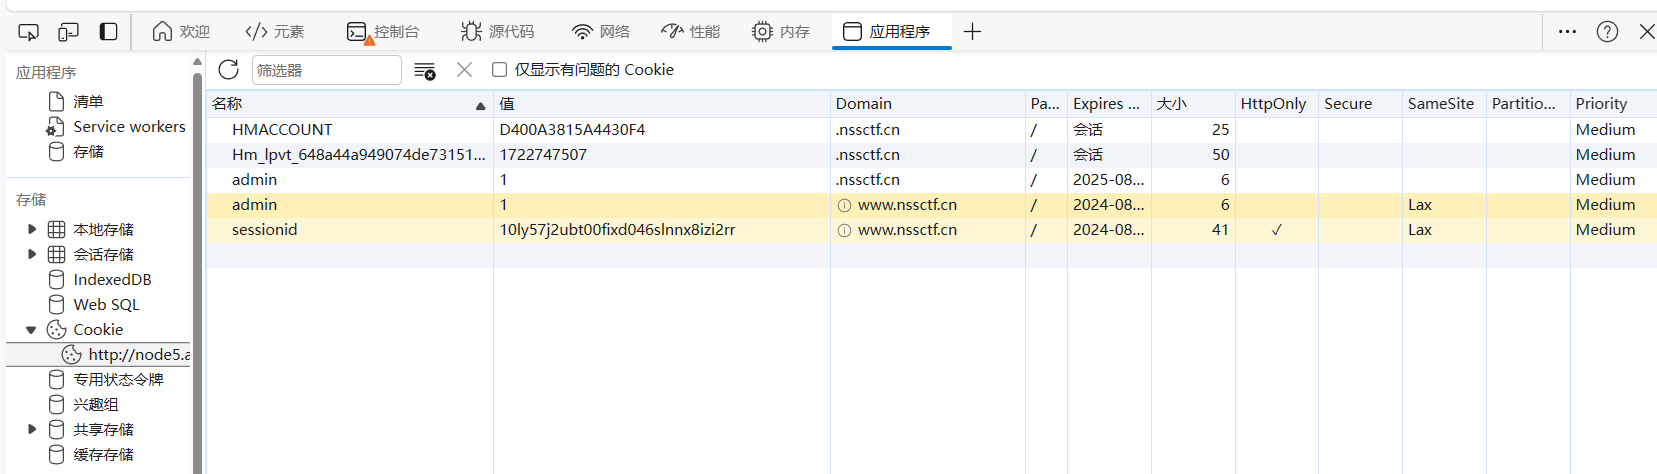 欢迎 元素 控制台 源代码 网络 性能 内存 应用程序
应用程序
清单
Service workers
存储
存储
本地存储
会话存储
IndexedDB
Web SQL
Cookie
http://node5.a
专用状态令牌
兴趣组
共享存储
缓存存储
筛选器 仅显示有问题的 Cookie
名称 值 Domain Pa... Expires ... 大小 HttpOnly Secure SameSite Partitio... Priority
HMACCOUNT D400A3815A4430F4 .nssctf.cn / 会话 25 Medium
Hm_lpvt_648a44a949074de73151... 1722747507 .nssctf.cn / 会话 50 Medium
admin 1 .nssctf.cn / 2025-08... 6 Medium
admin 1 www.nssctf.cn / 2024-08... 6 Lax Medium
sessionid 10ly57j2ubt00fixd046slnnx8izi2rr www.nssctf.cn / 2024-08... 41 ✓ Lax Medium